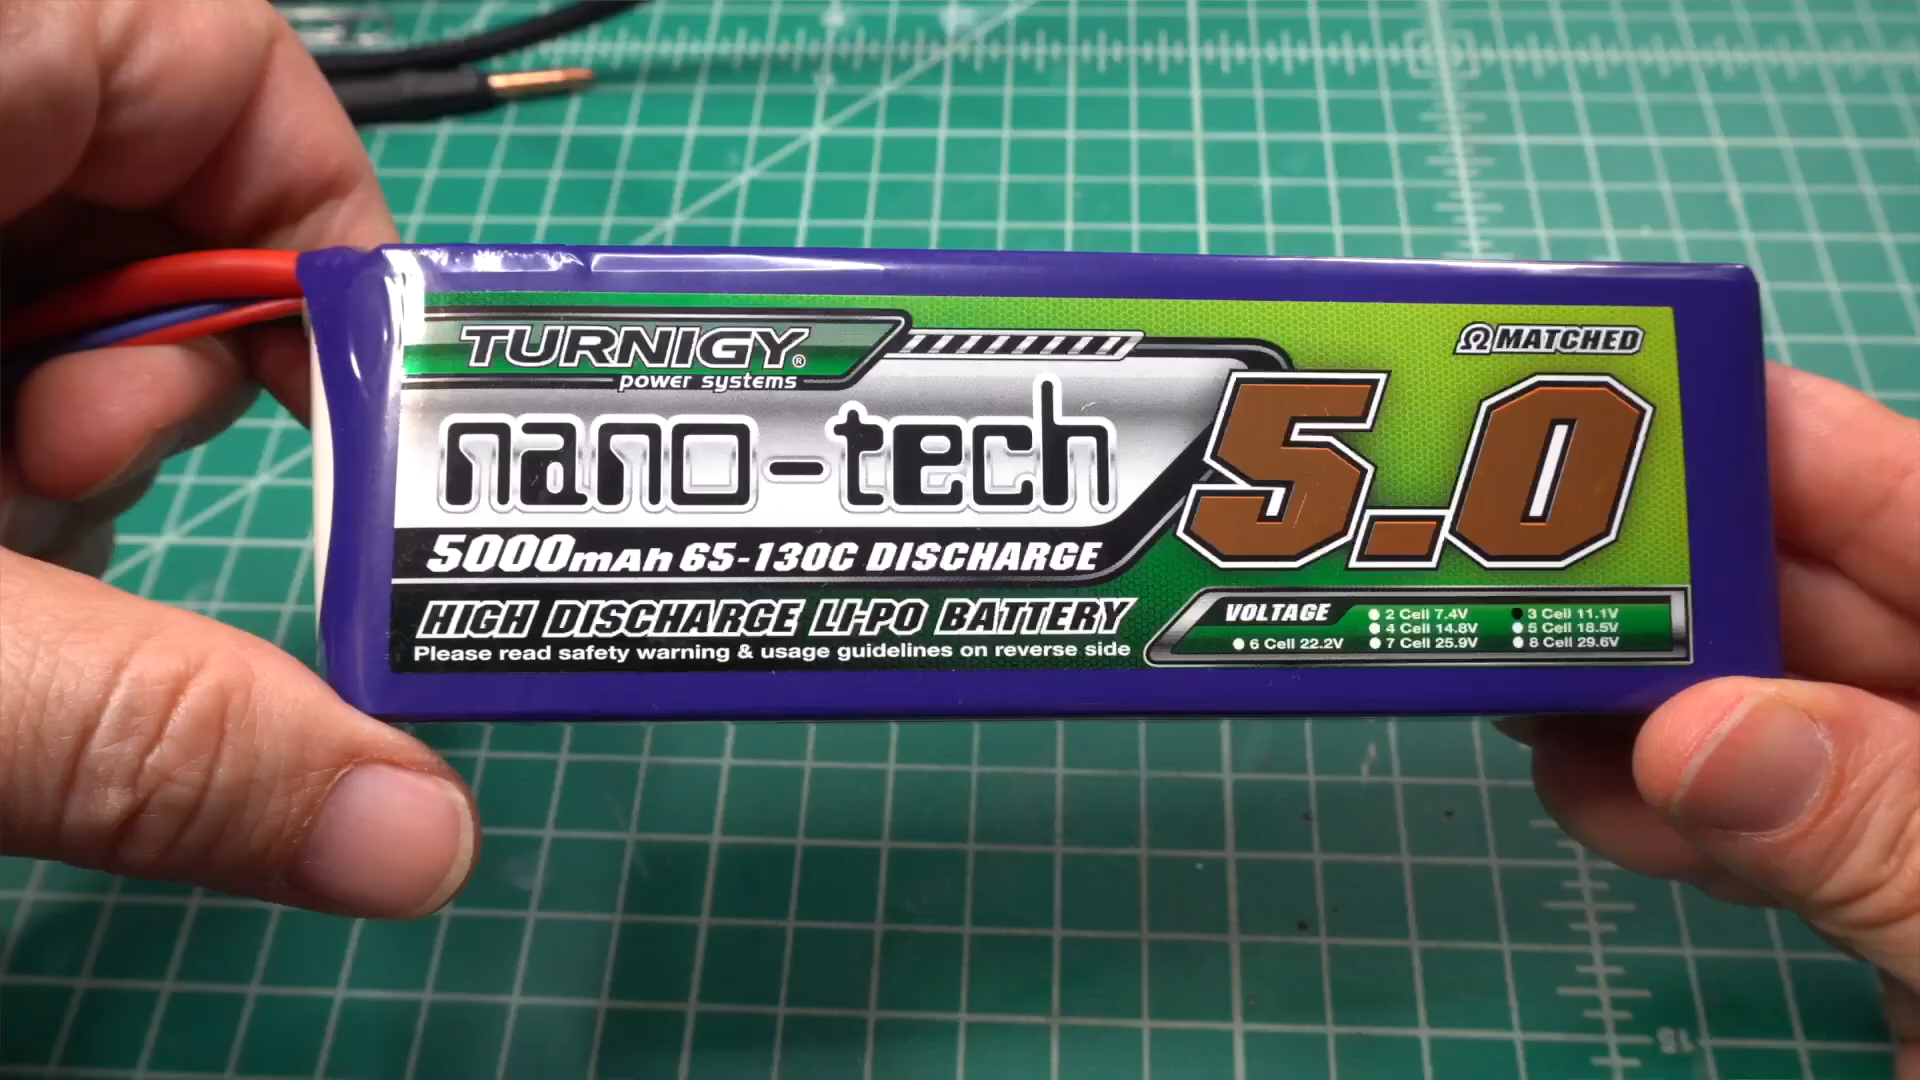 TURNIGY®
power systems
ΩMATCHED
nano-tech
5.0
5000mAh 65-130C DISCHARGE
HIGH DISCHARGE LI-PO BATTERY
Please read safety warning & usage guidelines on reverse side
VOLTAGE
2 Cell 7.4V
3 Cell 11.1V
4 Cell 14.8V
5 Cell 18.5V
6 Cell 22.2V
7 Cell 25.9V
8 Cell 29.6V
15